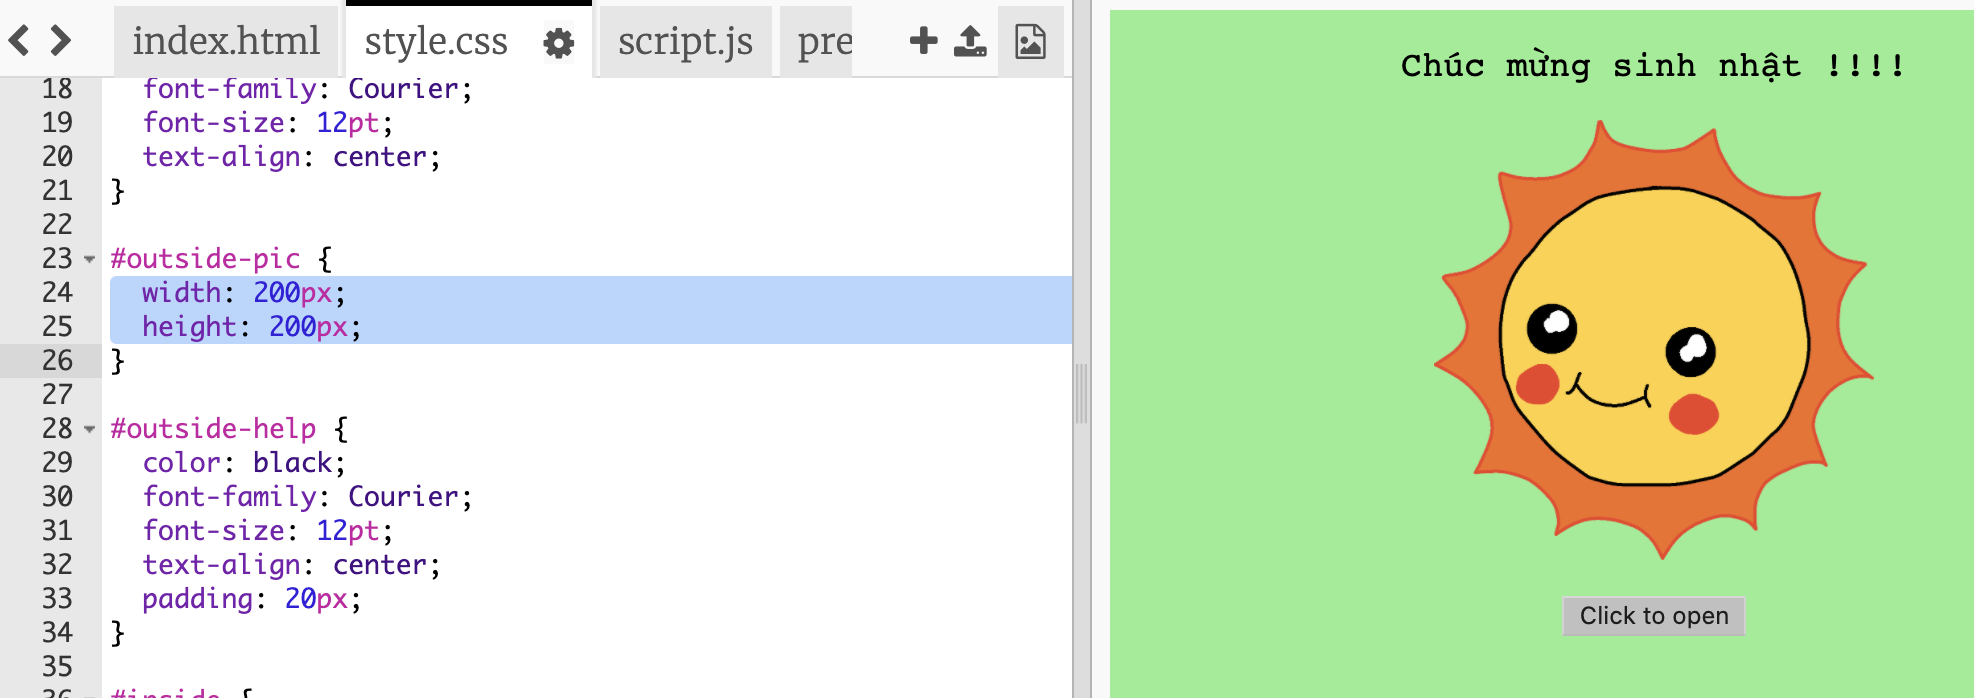 index.html style.css script.js pre
18 font-family: Courier;
19 font-size: 12pt;
20 text-align: center;
21 }
22
23 #outside-pic {
24 width: 200px;
25 height: 200px;
26 }
27
28 #outside-help {
29 color: black;
30 font-family: Courier;
31 font-size: 12pt;
32 text-align: center;
33 padding: 20px;
34 }
35
36 #inside {
Chúc mừng sinh nhật !!!!
Click to open